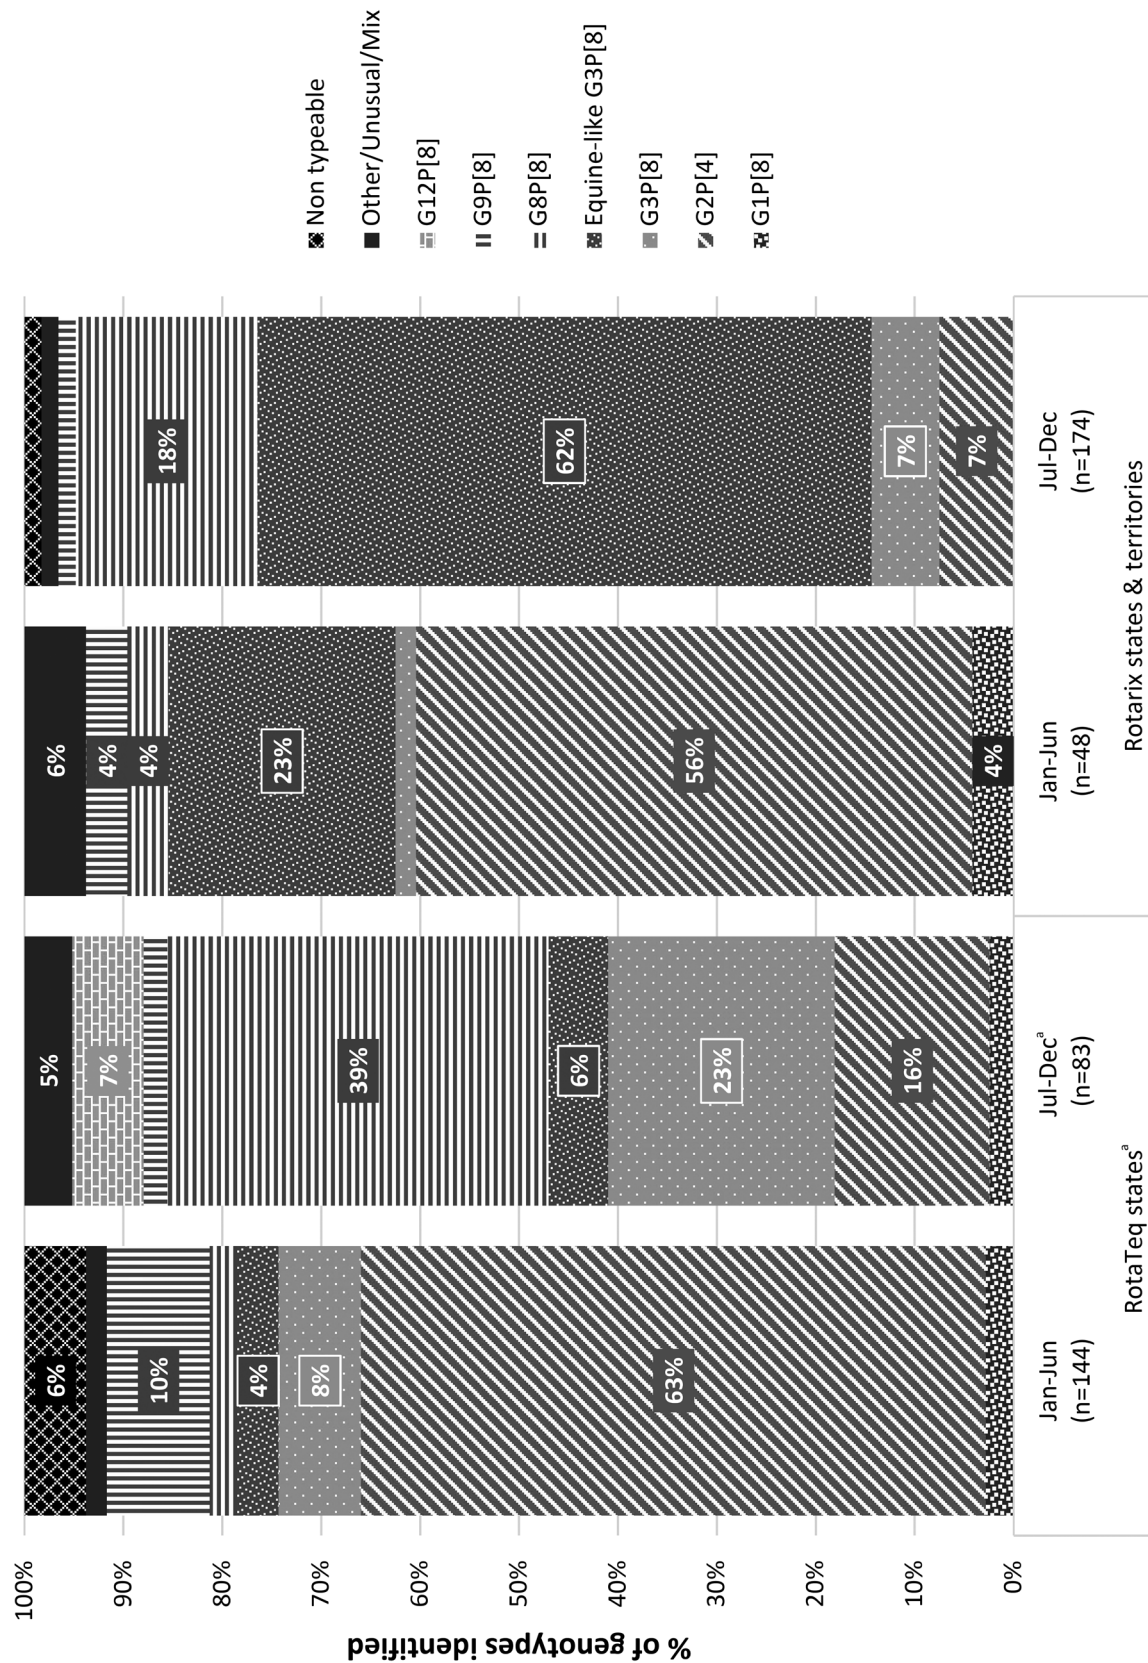 % of genotypes identified
100%
90%
80%
70%
60%
50%
40%
30%
20%
10%
0%
6%
10%
4%
8%
63%
5%
7%
39%
6%
23%
16%
6%
4%
4%
23%
56%
4%
18%
62%
7%
7%
Jan-Jun
(n=144)
Jul-Decᵃ
(n=83)
Jan-Jun
(n=48)
Jul-Dec
(n=174)
RotaTeq statesᵃ
Rotarix states & territories
Non typeable
Other/Unusual/Mix
G12P[8]
G9P[8]
G8P[8]
Equine-like G3P[8]
G3P[8]
G2P[4]
G1P[8]